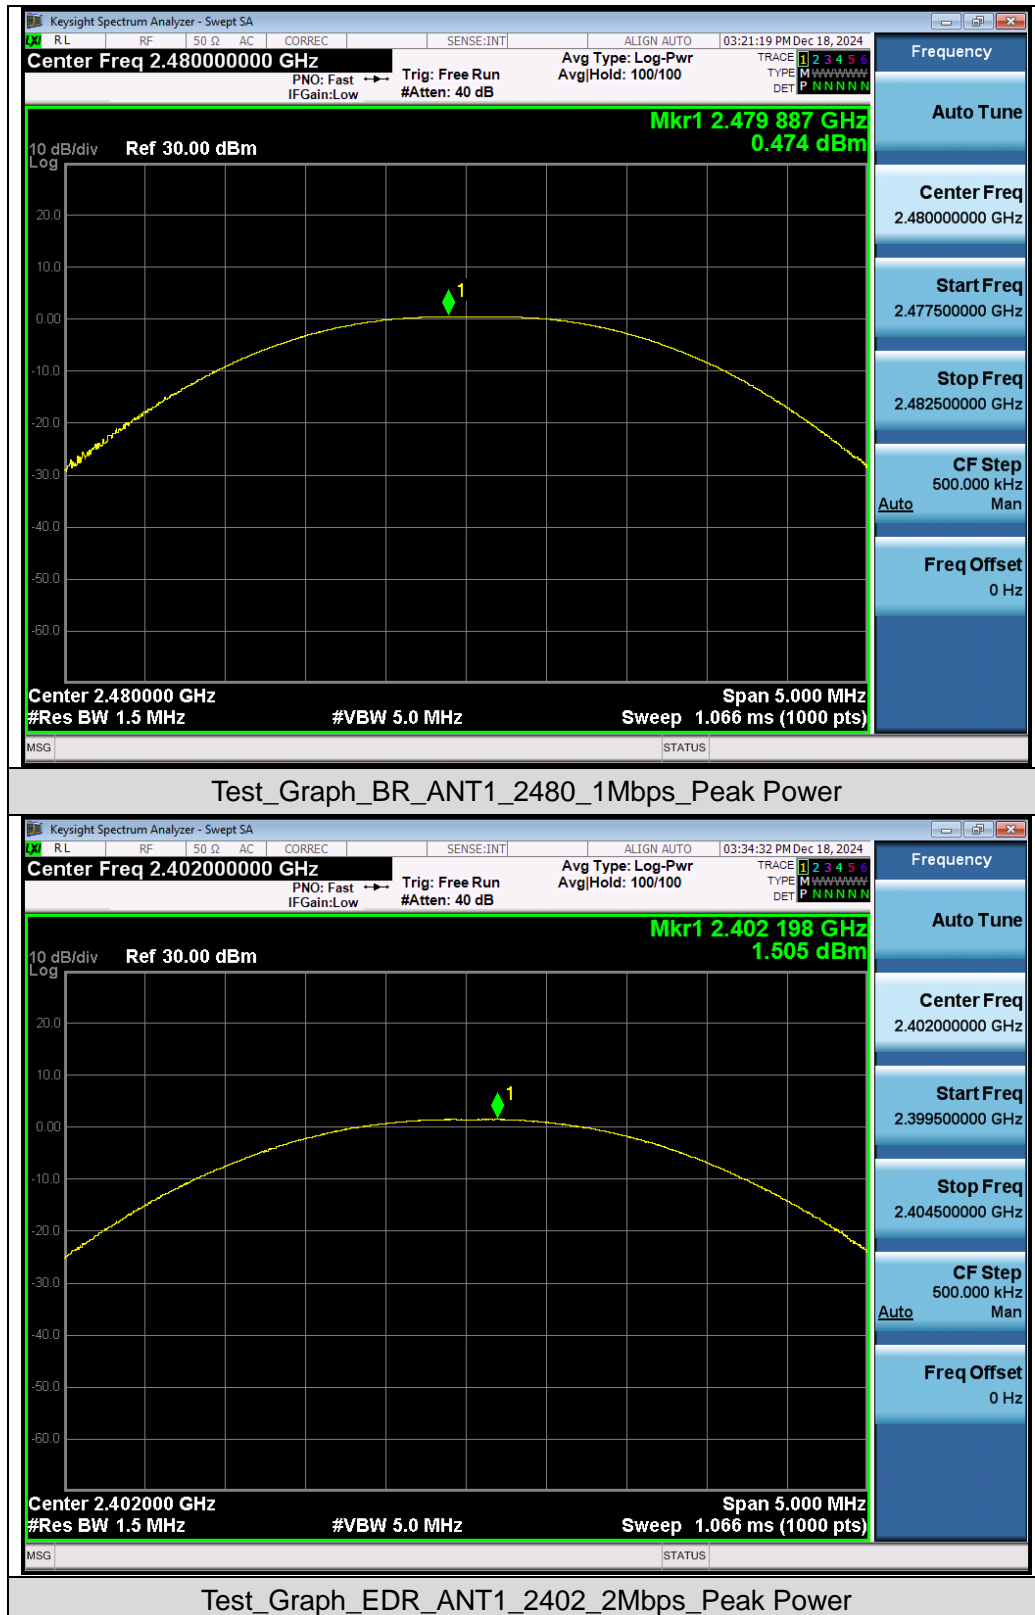 Keysight Spectrum Analyzer - Swept SA
LXI RL RF 50 Ω AC CORREC SENSE:INT ALIGN AUTO 03:21:19 PM Dec 18, 2024
Center Freq 2.480000000 GHz
PNO: Fast
IFGain:Low
Trig: Free Run
#Atten: 40 dB
Avg Type: Log-Pwr
Avg|Hold: 100/100
TRACE 1 2 3 4 5 6
TYPE M WWWWW
DET P N N N N N
Mkr1 2.479 887 GHz
0.474 dBm
10 dB/div Ref 30.00 dBm
Log
20.0
10.0
1
0.00
-10.0
-20.0
-30.0
-40.0
-50.0
-60.0
Center 2.480000 GHz Span 5.000 MHz
#Res BW 1.5 MHz #VBW 5.0 MHz Sweep 1.066 ms (1000 pts)
MSG STATUS
Frequency
Auto Tune
Center Freq
2.480000000 GHz
Start Freq
2.477500000 GHz
Stop Freq
2.482500000 GHz
CF Step
500.000 kHz
Auto Man
Freq Offset
0 Hz
Test_Graph_BR_ANT1_2480_1Mbps_Peak Power
Keysight Spectrum Analyzer - Swept SA
LXI RL RF 50 Ω AC CORREC SENSE:INT ALIGN AUTO 03:34:32 PM Dec 18, 2024
Center Freq 2.402000000 GHz
PNO: Fast
IFGain:Low
Trig: Free Run
#Atten: 40 dB
Avg Type: Log-Pwr
Avg|Hold: 100/100
TRACE 1 2 3 4 5 6
TYPE M WWWWW
DET P N N N N N
Mkr1 2.402 198 GHz
1.505 dBm
10 dB/div Ref 30.00 dBm
Log
20.0
10.0
1
0.00
-10.0
-20.0
-30.0
-40.0
-50.0
-60.0
Center 2.402000 GHz Span 5.000 MHz
#Res BW 1.5 MHz #VBW 5.0 MHz Sweep 1.066 ms (1000 pts)
MSG STATUS
Frequency
Auto Tune
Center Freq
2.402000000 GHz
Start Freq
2.399500000 GHz
Stop Freq
2.404500000 GHz
CF Step
500.000 kHz
Auto Man
Freq Offset
0 Hz
Test_Graph_EDR_ANT1_2402_2Mbps_Peak Power